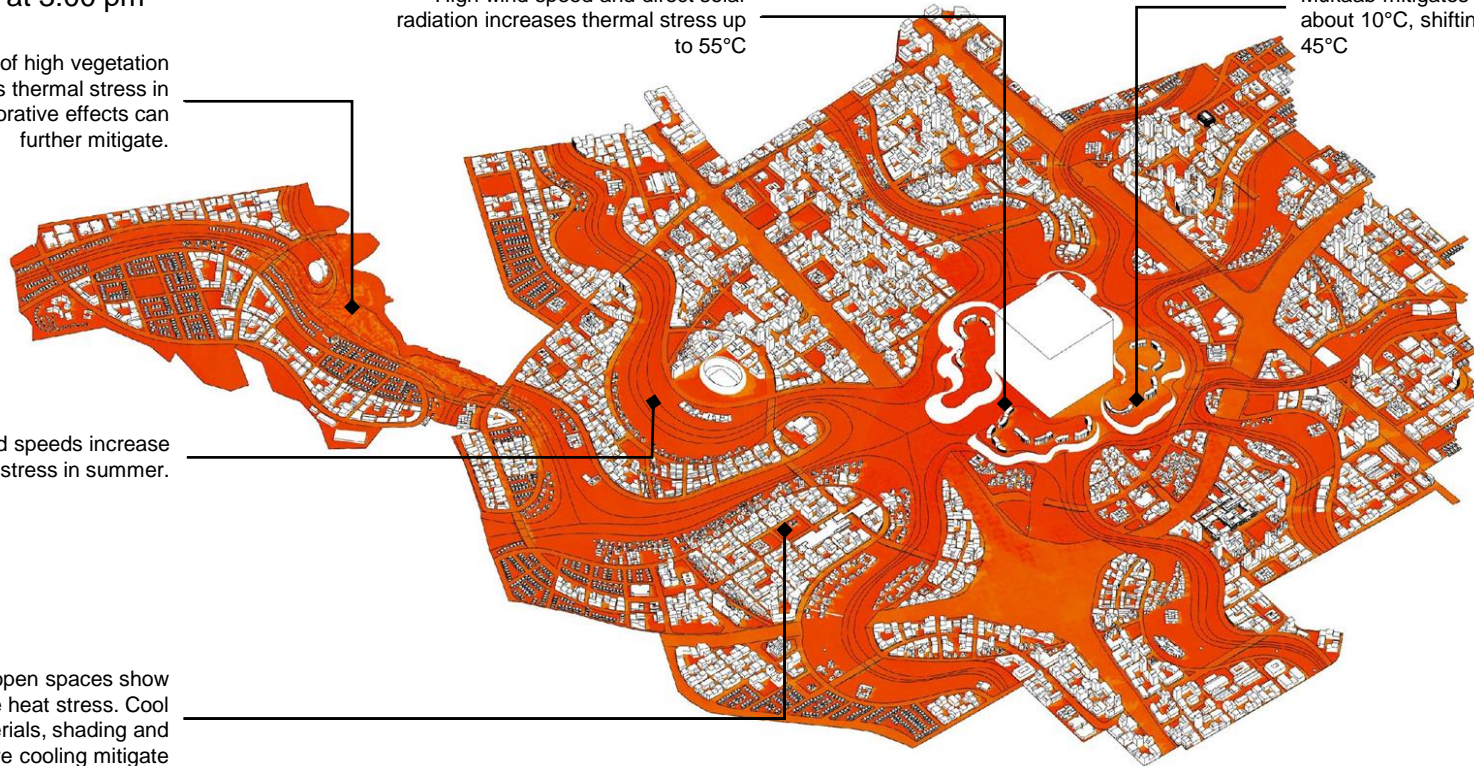 at 3:00 pm
of high vegetation
s thermal stress in
orative effects can
further mitigate.
High wind speed and direct solar
radiation increases thermal stress up
to 55°C
Mukaab mitigates
about 10°C, shiftin
45°C
d speeds increase
stress in summer.
open spaces show
e heat stress. Cool
erials, shading and
ve cooling mitigate